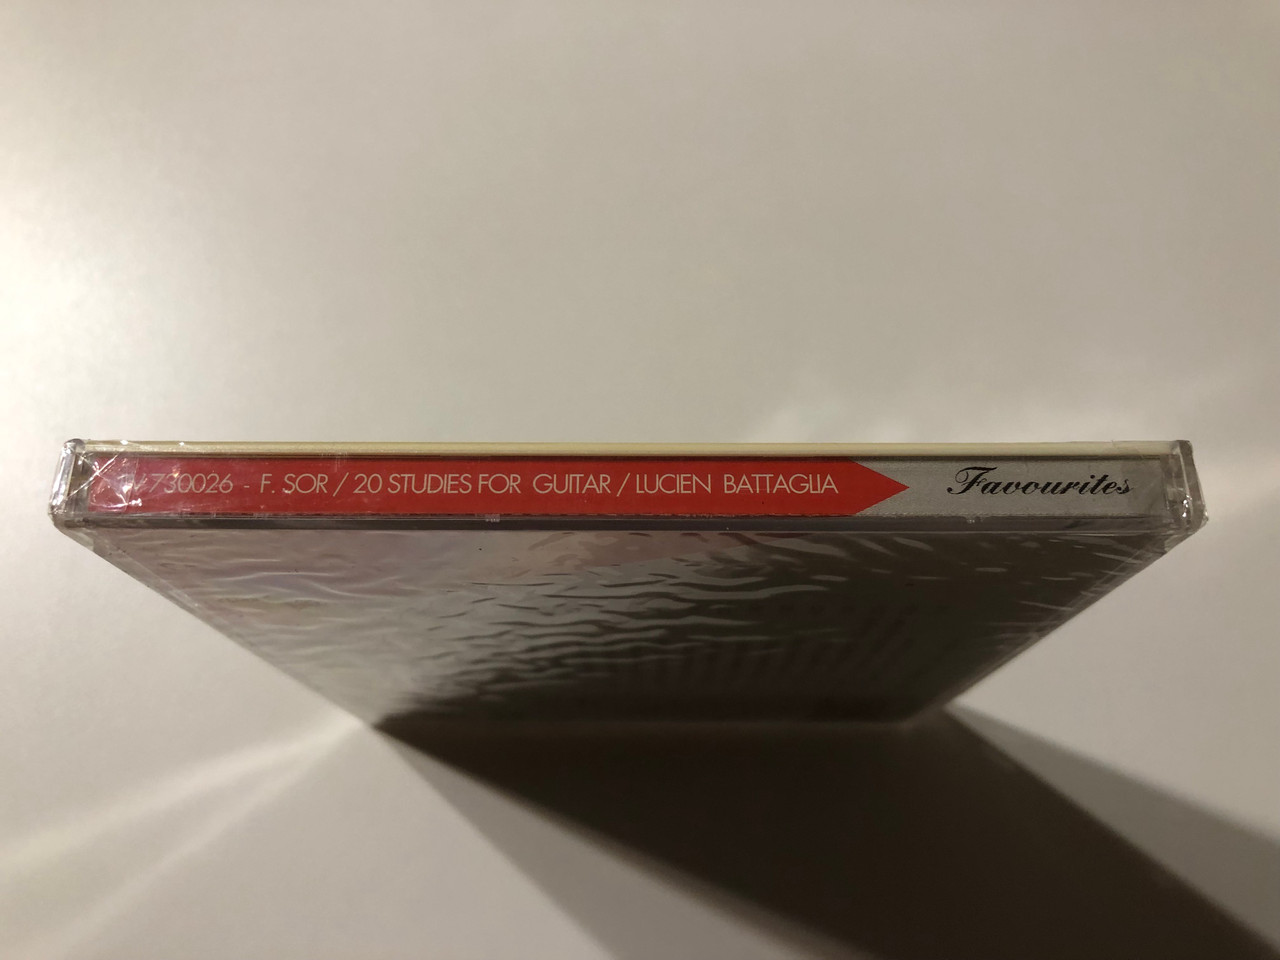 730026 - F. SOR / 20 STUDIES FOR GUITAR / LUCIEN BATTAGLIA Favourites